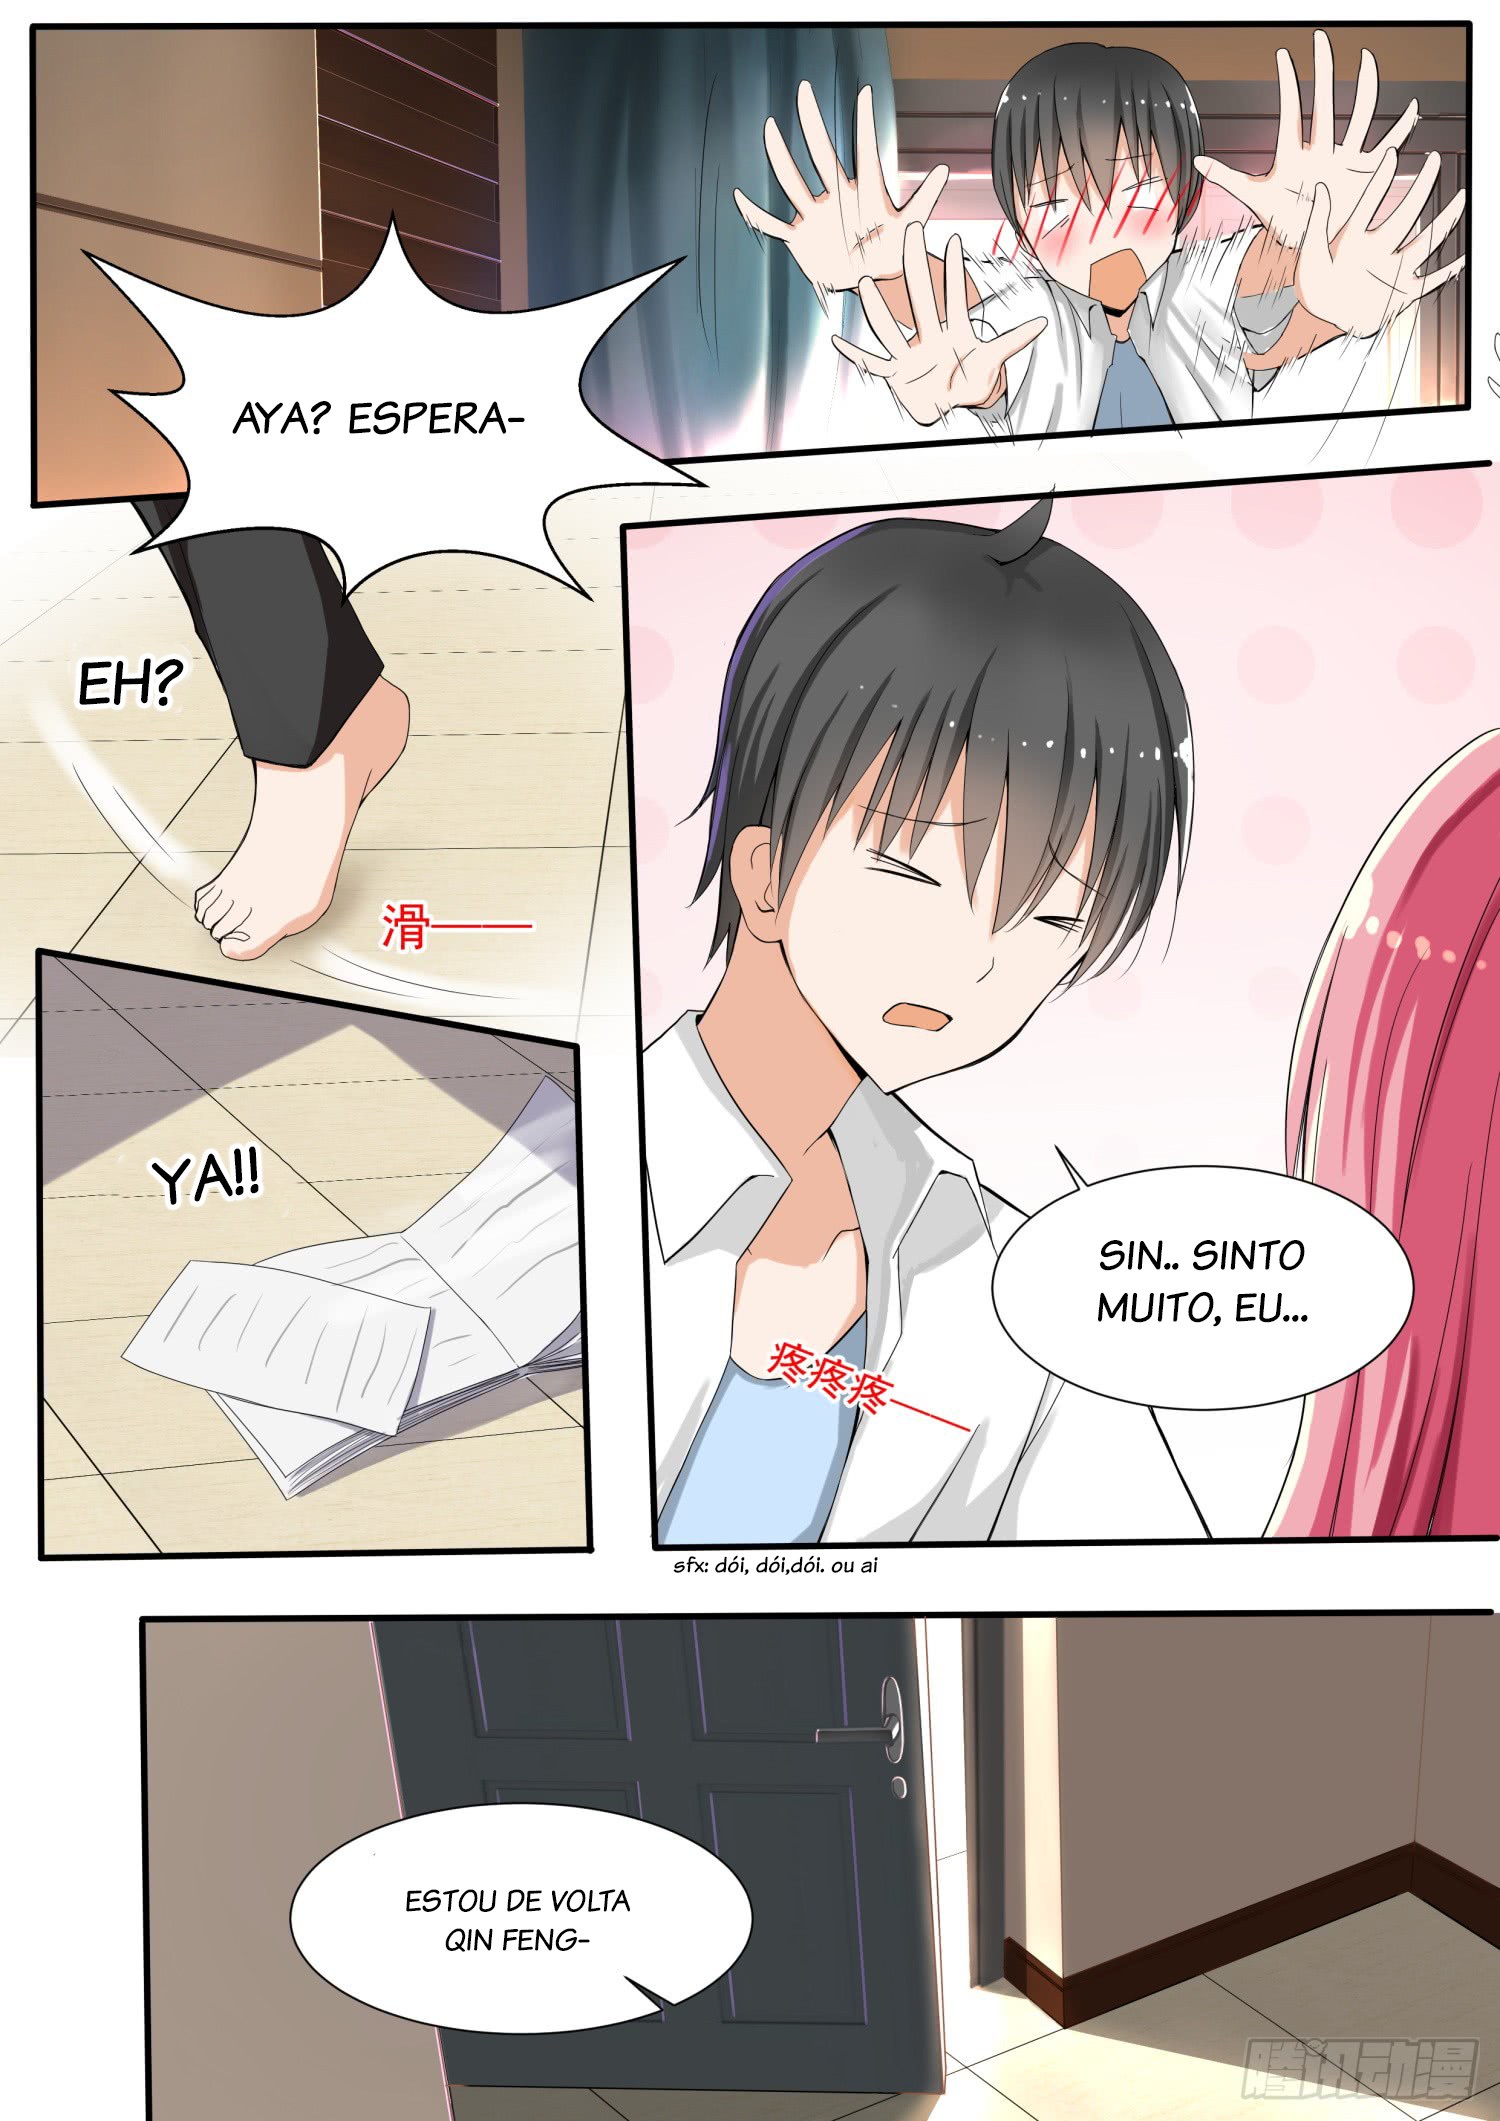 AYA? ESPERA-
EH?
滑——
YA!!
SIN.. SINTO
MUITO, EU...
疼疼疼——
sfx: dói, dói,dói. ou ai
ESTOU DE VOLTA
QIN FENG-
腾讯动漫